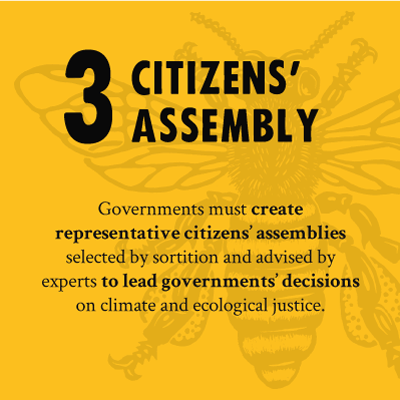 3 CITIZENS’
ASSEMBLY
Governments must create
representative citizens’ assemblies
selected by sortition and advised by
experts to lead governments’ decisions
on climate and ecological justice.